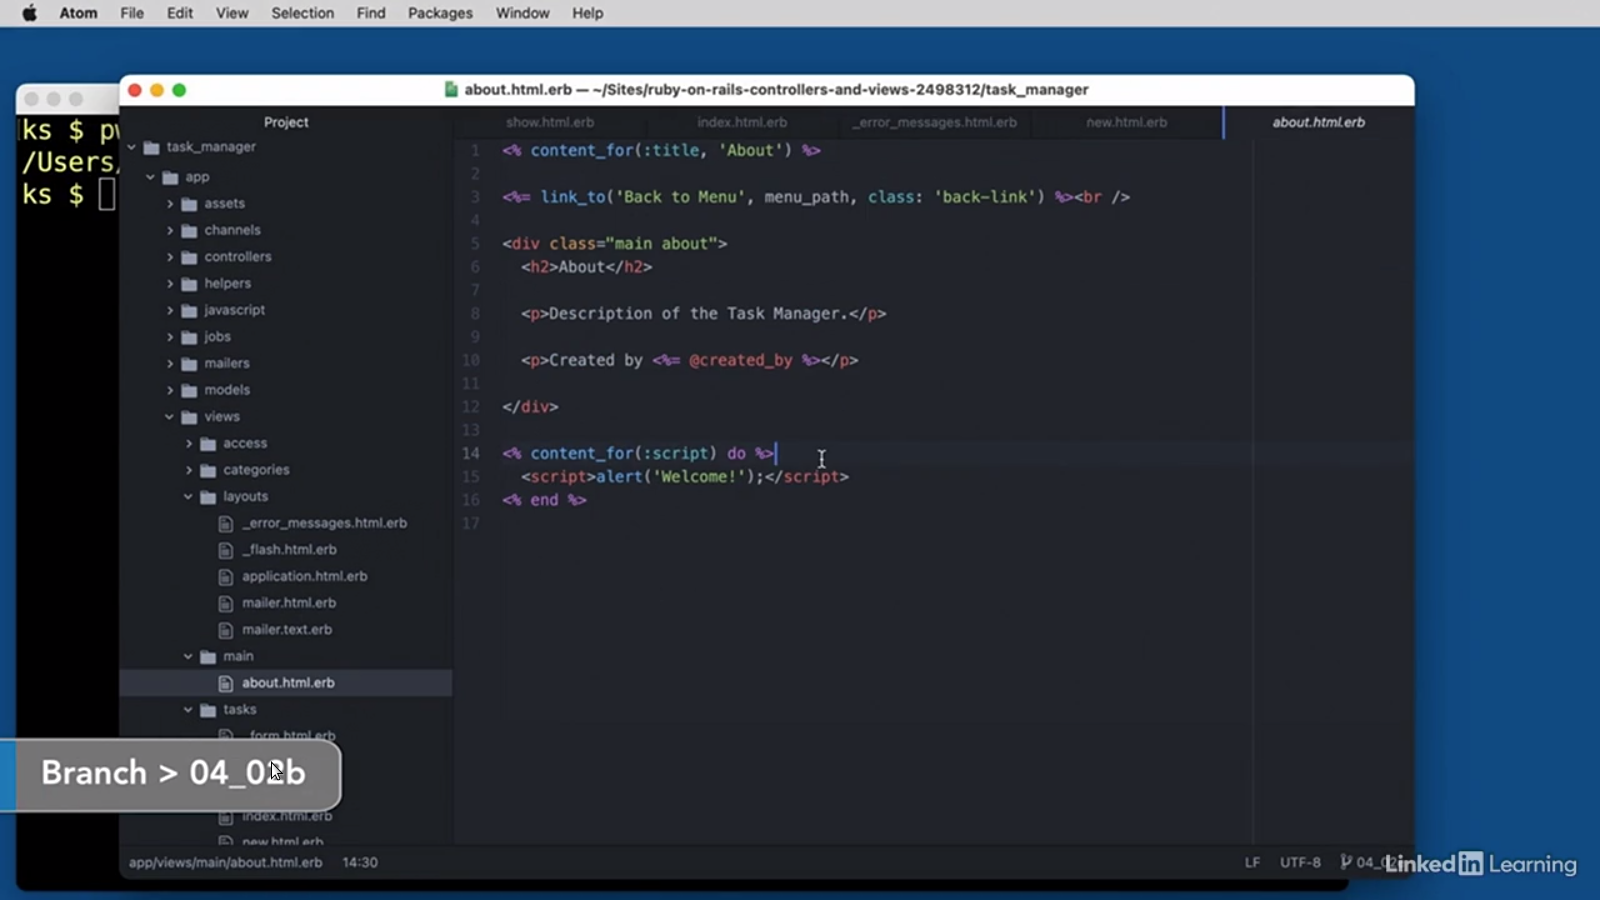 Atom File Edit View Selection Find Packages Window Help
about.html.erb — ~/Sites/ruby-on-rails-controllers-and-views-2498312/task_manager
ks $
/Users/
ks $
Project
task_manager
app
assets
channels
controllers
helpers
javascript
jobs
mailers
models
views
access
categories
layouts
_error_messages.html.erb
_flash.html.erb
application.html.erb
mailer.html.erb
mailer.text.erb
main
about.html.erb
tasks
_form.html.erb
index.html.erb
new.html.erb
show.html.erb index.html.erb _error_messages.html.erb new.html.erb about.html.erb
1 <% content_for(:title, 'About') %>
2
3 <%= link_to('Back to Menu', menu_path, class: 'back-link') %><br />
4
5 <div class="main about">
6 <h2>About</h2>
7
8 <p>Description of the Task Manager.</p>
9
10 <p>Created by <%= @created_by %></p>
11
12 </div>
13
14 <% content_for(:script) do %>
15 <script>alert('Welcome!');</script>
16 <% end %>
17
Branch > 04_02b
app/views/main/about.html.erb 14:30
LF UTF-8
LinkedIn Learning